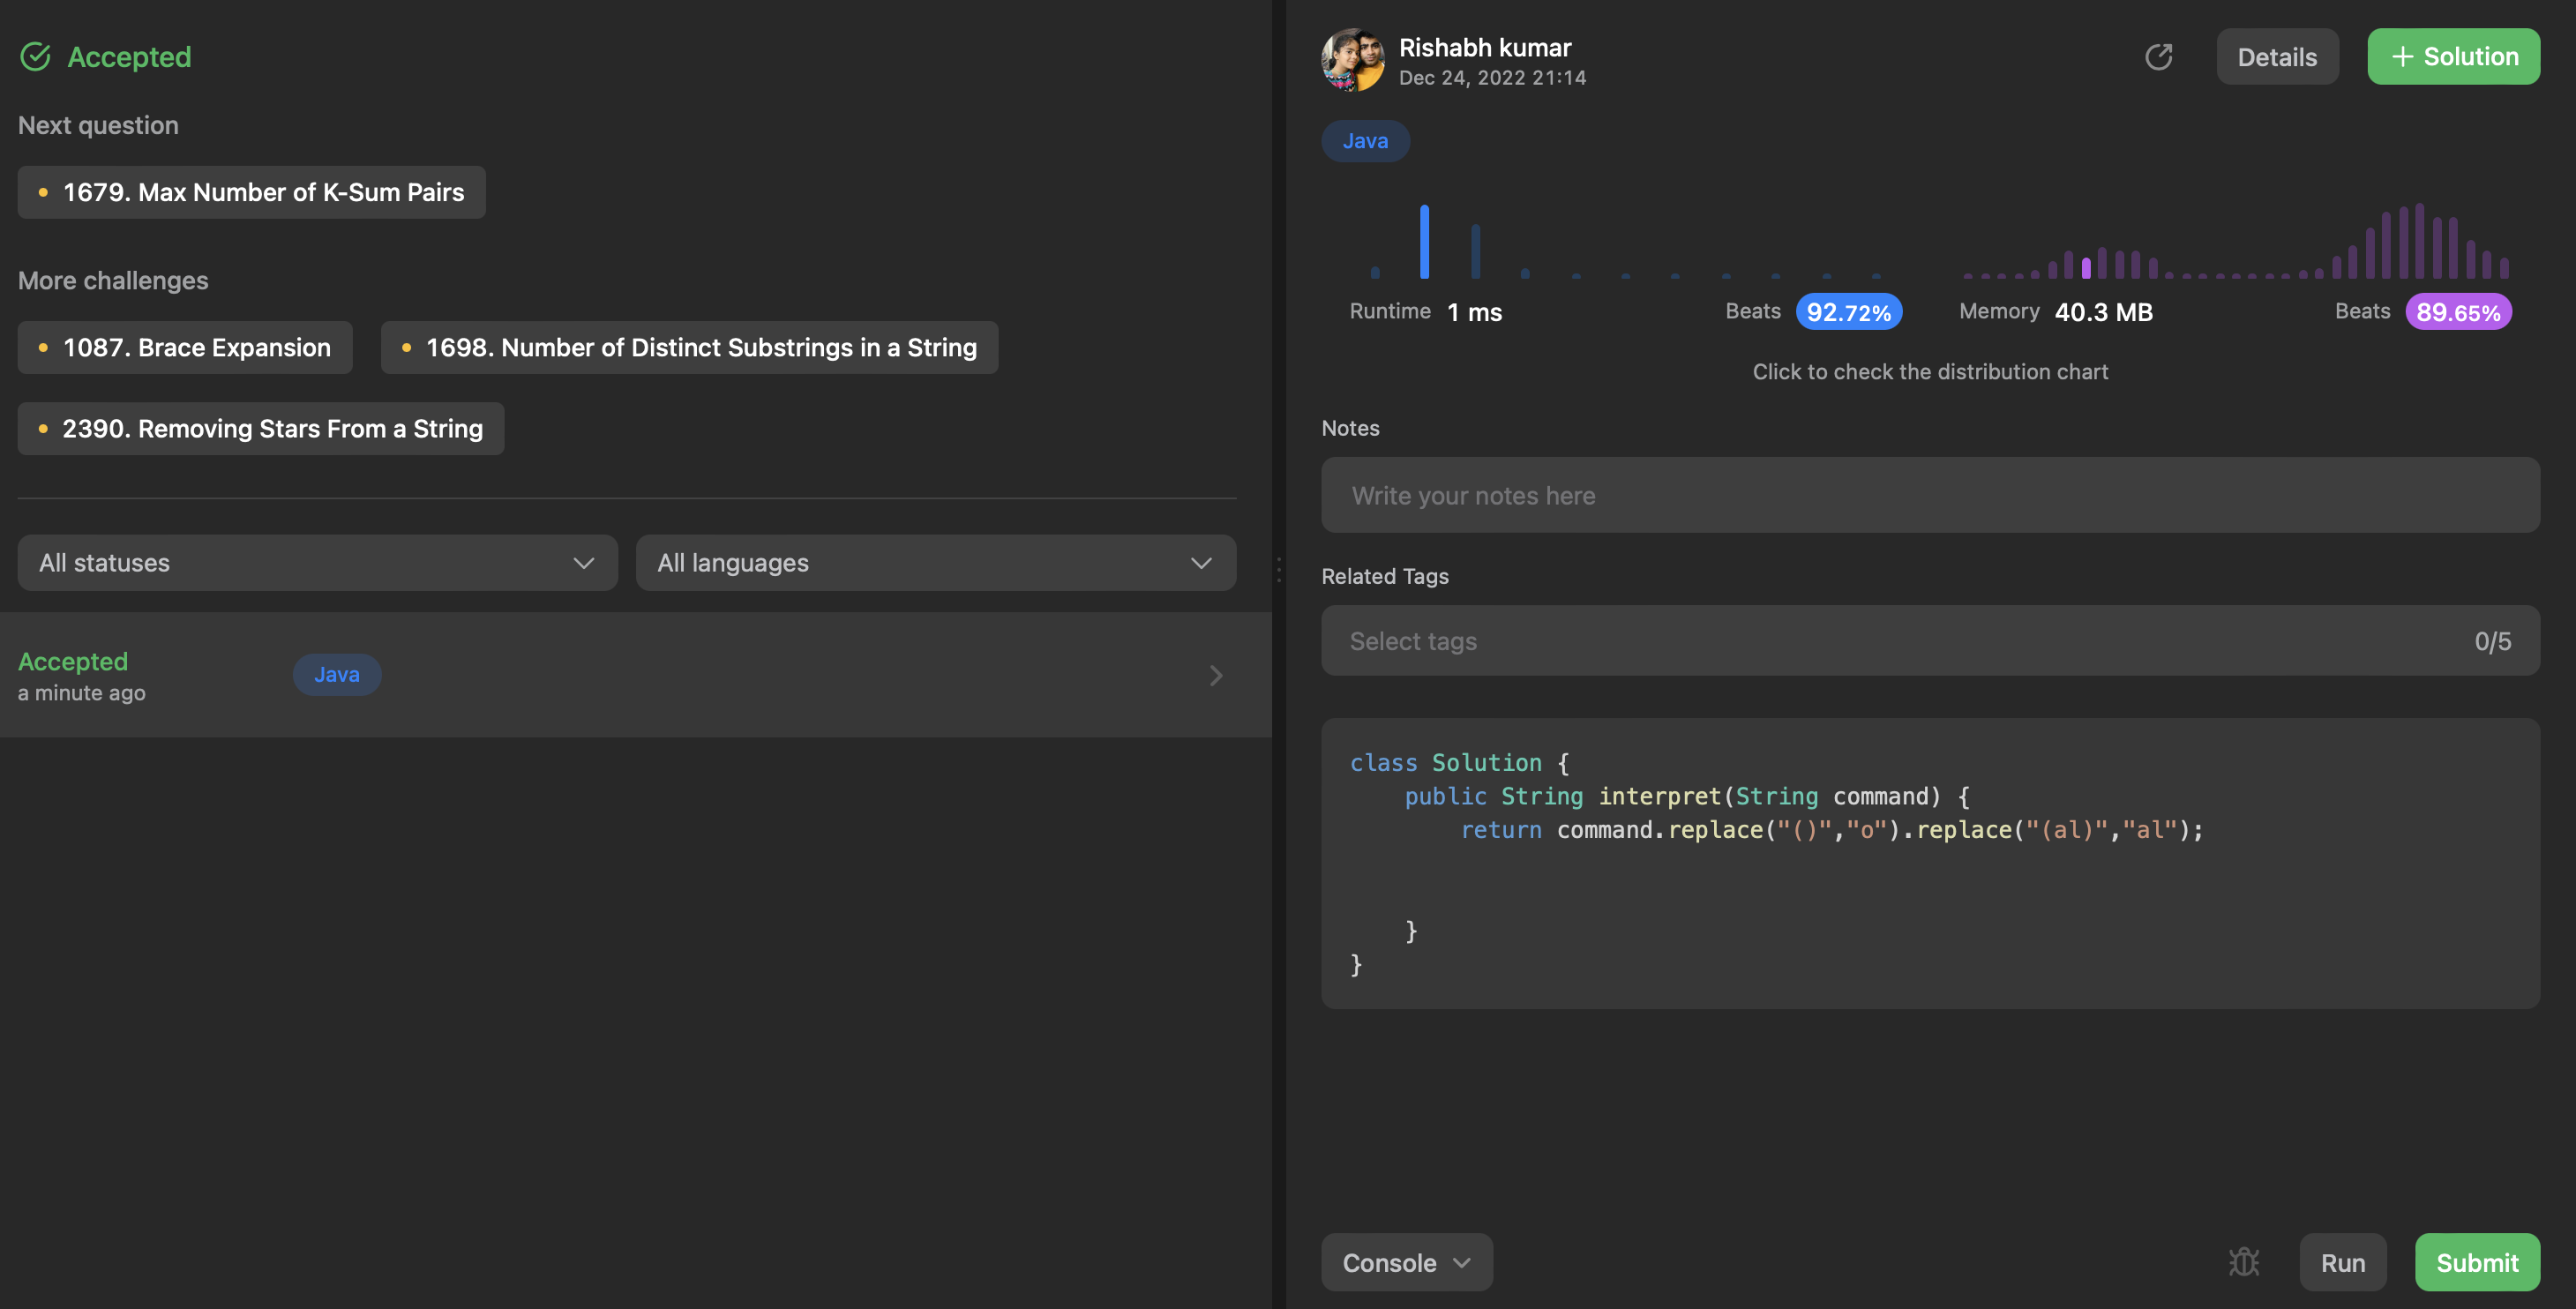 Accepted
Next question
1679. Max Number of K-Sum Pairs
More challenges
1087. Brace Expansion
1698. Number of Distinct Substrings in a String
2390. Removing Stars From a String
All statuses
All languages
Accepted
a minute ago
Java
Rishabh kumar
Dec 24, 2022 21:14
Details
+ Solution
Java
Runtime 1 ms
Beats 92.72%
Memory 40.3 MB
Beats 89.65%
Click to check the distribution chart
Notes
Write your notes here
Related Tags
Select tags
0/5
class Solution {
    public String interpret(String command) {
        return command.replace("()","o").replace("(al)","al");
    }
}
Console
Run
Submit